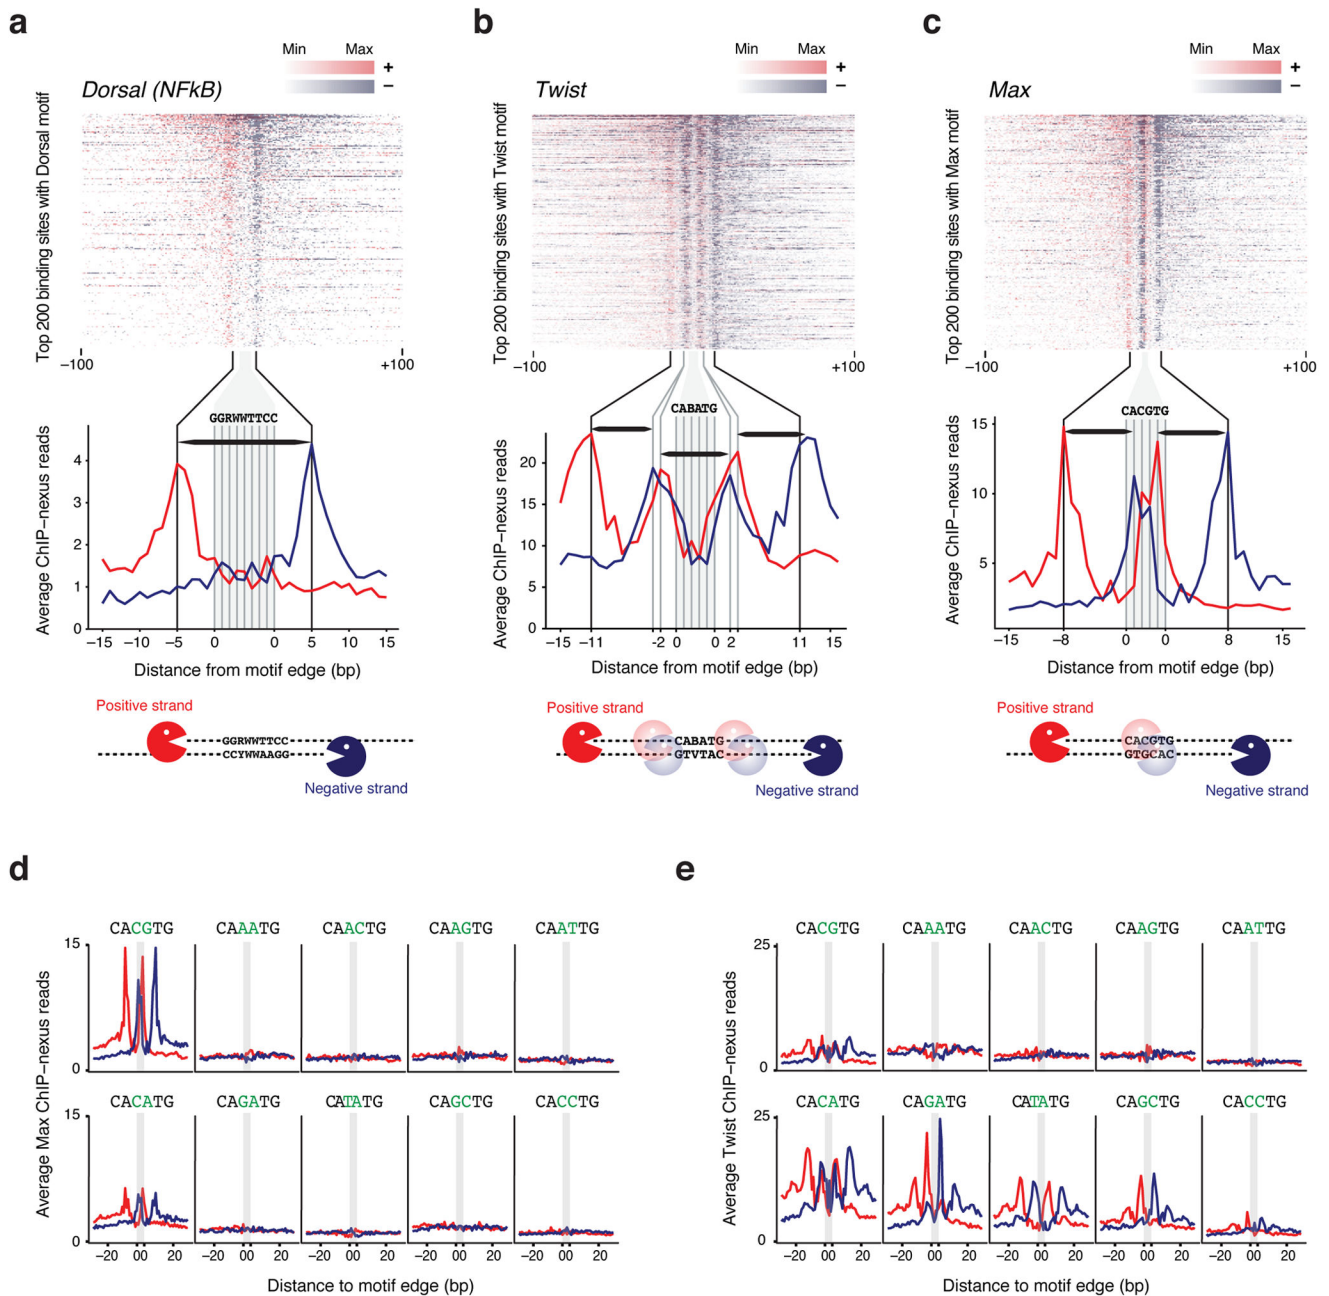 a
Min Max
+
−
Dorsal (NFkB)
Top 200 binding sites with Dorsal motif
−100 +100
GGRWWTTCC
Average ChIP−nexus reads
4
3
2
1
0
−15 −10 −5 0 0 5 10 15
Distance from motif edge (bp)
Positive strand
GGRWWTTCC
CCYWWAAGG
Negative strand
b
Min Max
+
−
Twist
Top 200 binding sites with Twist motif
−100 +100
CABATG
Average ChIP−nexus reads
20
15
10
5
0
−15 −11 −2 0 0 2 11 15
Distance from motif edge (bp)
Positive strand
CABATG
GTVTAC
Negative strand
c
Min Max
+
−
Max
Top 200 binding sites with Max motif
−100 +100
CACGTG
Average ChIP−nexus reads
15
10
5
−15 −8 0 0 8 15
Distance from motif edge (bp)
Positive strand
CACGTG
GTGCAC
Negative strand
d
Average Max ChIP−nexus reads
CACGTG CAAATG CAACTG CAAGTG CAATTG
15
0
CACATG CAGATG CATATG CAGCTG CACCTG
15
0
−20 00 20 −20 00 20 −20 00 20 −20 00 20 −20 00 20
Distance to motif edge (bp)
e
Average Twist ChIP−nexus reads
CACGTG CAAATG CAACTG CAAGTG CAATTG
25
0
CACATG CAGATG CATATG CAGCTG CACCTG
25
0
−20 00 20 −20 00 20 −20 00 20 −20 00 20 −20 00 20
Distance to motif edge (bp)